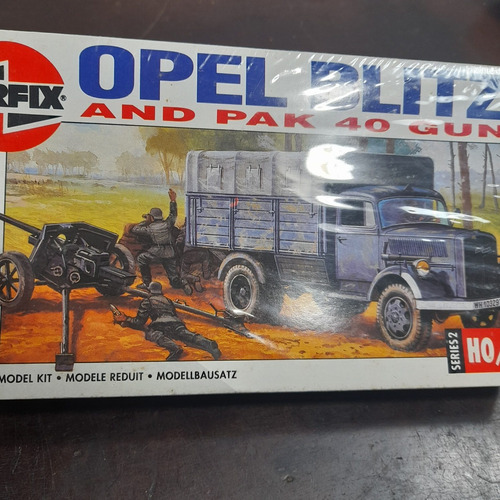 RFIX®
OPEL BLITZ
AND PAK 40 GUN
SERIES 2
HO/
MODEL KIT • MODELE REDUIT • MODELLBAUSATZ